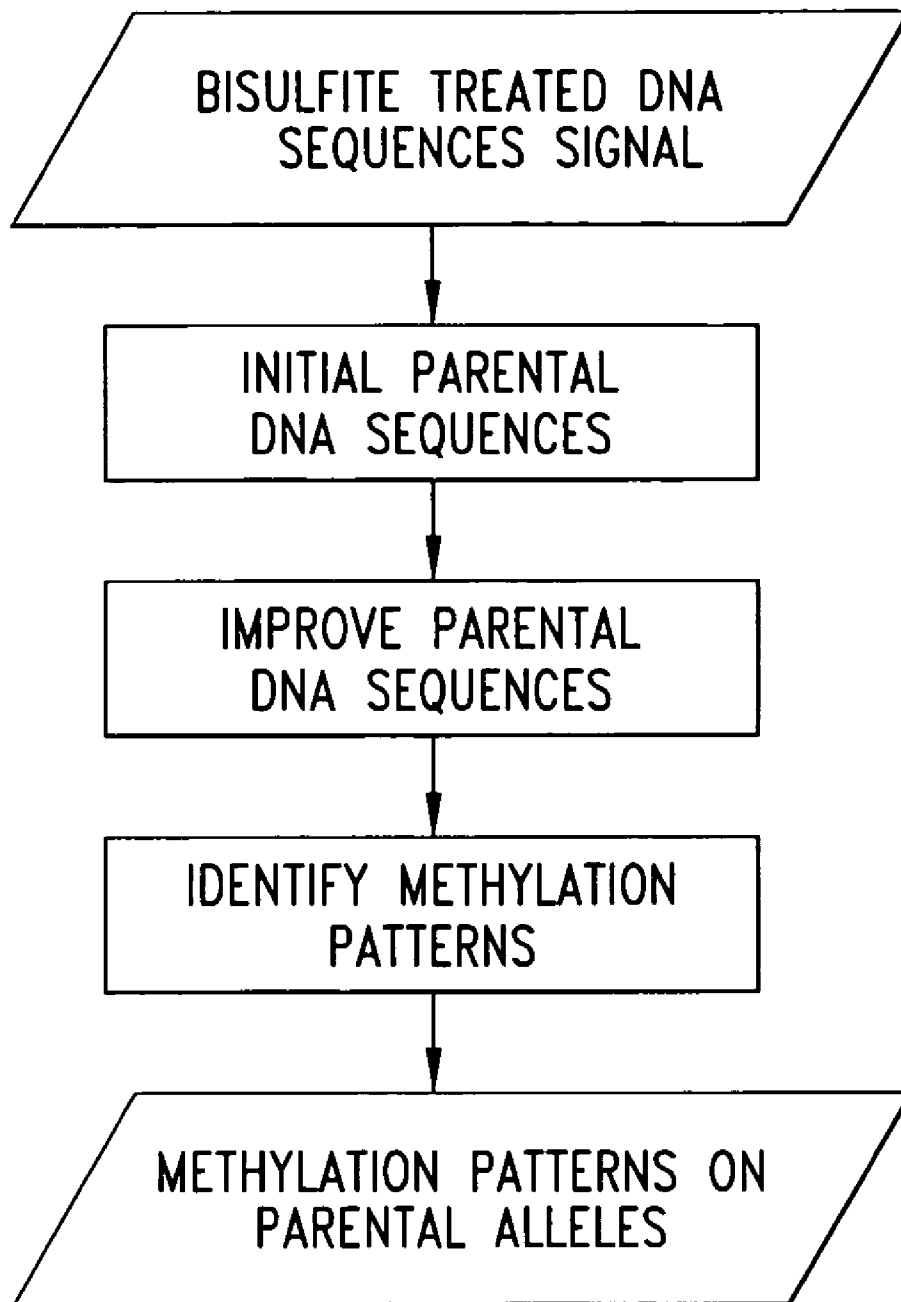 BISULFITE TREATED DNA
SEQUENCES SIGNAL
INITIAL PARENTAL
DNA SEQUENCES
IMPROVE PARENTAL
DNA SEQUENCES
IDENTIFY METHYLATION
PATTERNS
METHYLATION PATTERNS ON
PARENTAL ALLELES